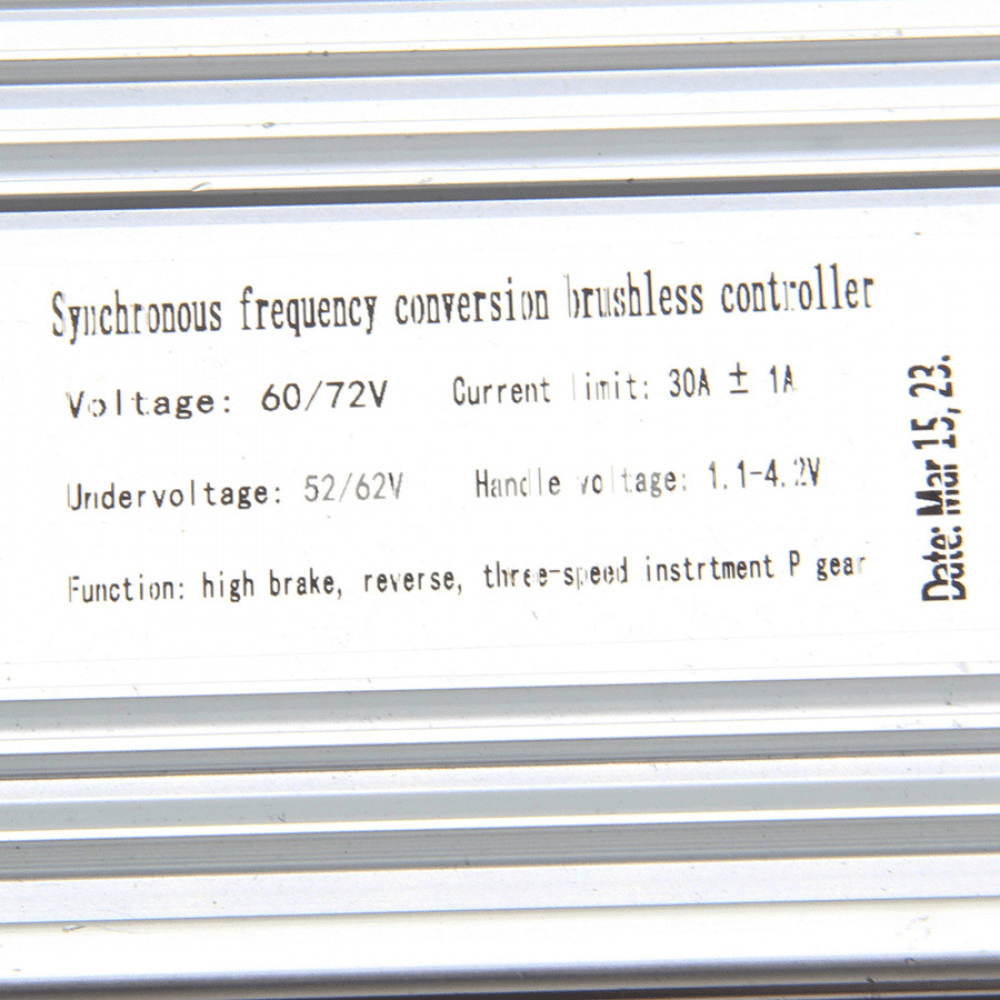 Synchronous frequency conversion brushless controller
Voltage: 60/72V Current limit: 30A ± 1A
Undervoltage: 52/62V Handle voltage: 1.1-4.2V
Function: high brake, reverse, three-speed instrtment P gear
Date: Mar 15, 23.